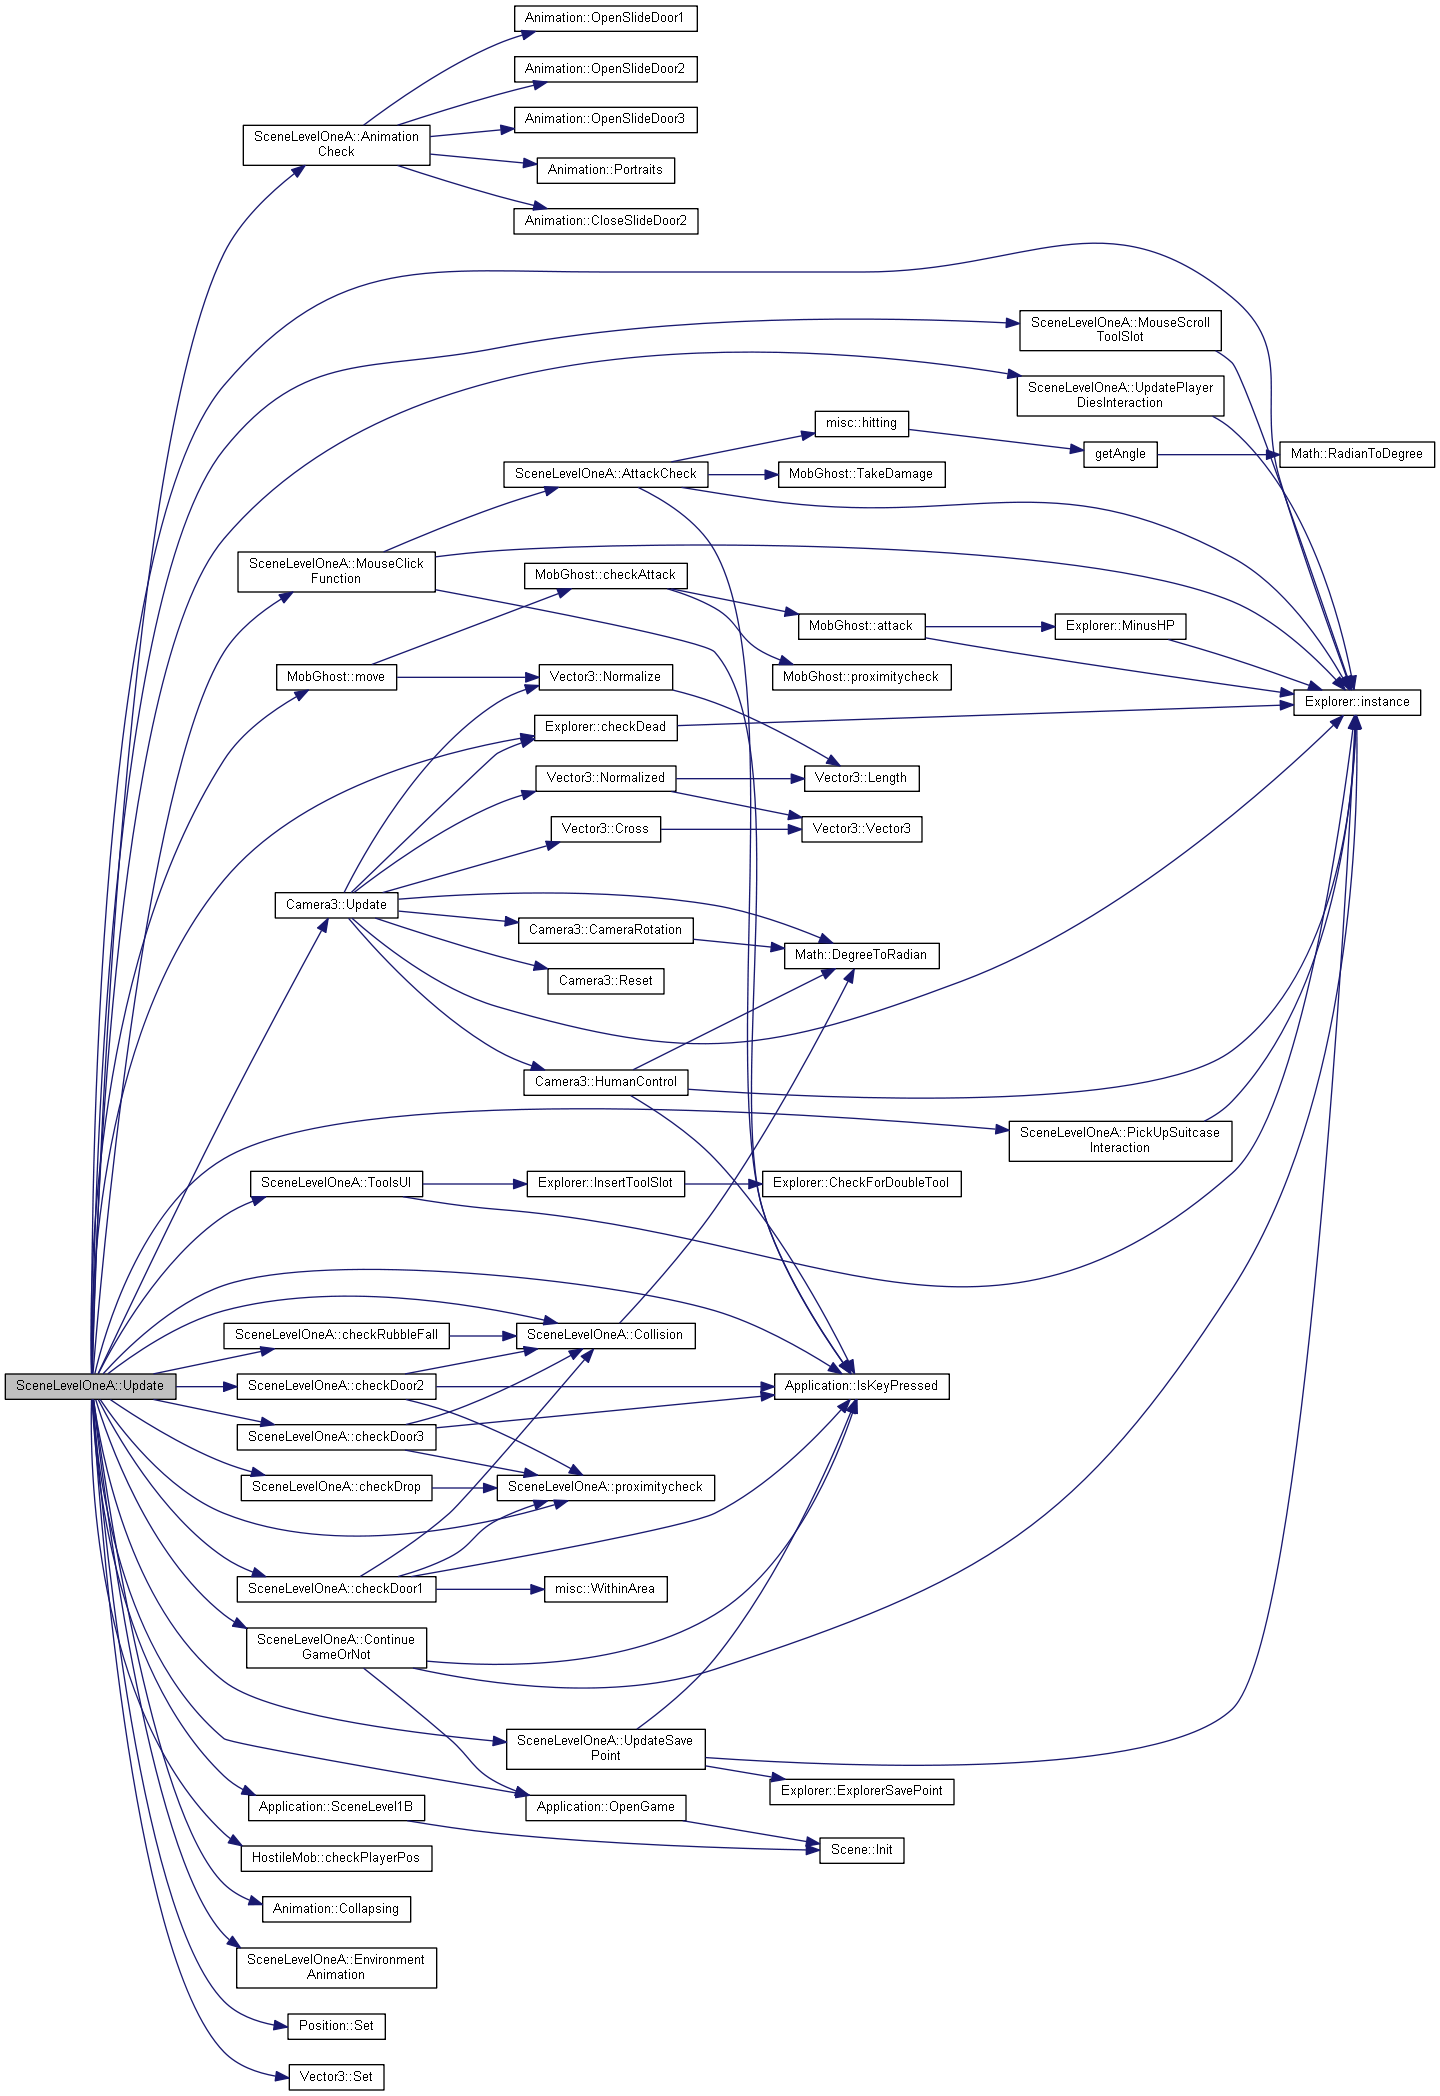 Animation::OpenSlideDoor1
Animation::OpenSlideDoor2
Animation::OpenSlideDoor3
SceneLevelOneA::Animation
Check
Animation::Portraits
Animation::CloseSlideDoor2
SceneLevelOneA::MouseScroll
ToolSlot
SceneLevelOneA::UpdatePlayer
DiesInteraction
misc::hitting
getAngle
Math::RadianToDegree
SceneLevelOneA::AttackCheck
MobGhost::TakeDamage
SceneLevelOneA::MouseClick
Function
MobGhost::checkAttack
MobGhost::attack
Explorer::MinusHP
MobGhost::move
Vector3::Normalize
MobGhost::proximitycheck
Explorer::instance
Explorer::checkDead
Vector3::Normalized
Vector3::Length
Vector3::Cross
Vector3::Vector3
Camera3::Update
Camera3::CameraRotation
Math::DegreeToRadian
Camera3::Reset
Camera3::HumanControl
SceneLevelOneA::PickUpSuitcase
Interaction
SceneLevelOneA::ToolsUI
Explorer::InsertToolSlot
Explorer::CheckForDoubleTool
SceneLevelOneA::checkRubbleFall
SceneLevelOneA::Collision
SceneLevelOneA::Update
SceneLevelOneA::checkDoor2
Application::IsKeyPressed
SceneLevelOneA::checkDoor3
SceneLevelOneA::checkDrop
SceneLevelOneA::proximitycheck
SceneLevelOneA::checkDoor1
misc::WithinArea
SceneLevelOneA::Continue
GameOrNot
SceneLevelOneA::UpdateSave
Point
Explorer::ExplorerSavePoint
Application::SceneLevel1B
Application::OpenGame
Scene::Init
HostileMob::checkPlayerPos
Animation::Collapsing
SceneLevelOneA::Environment
Animation
Position::Set
Vector3::Set